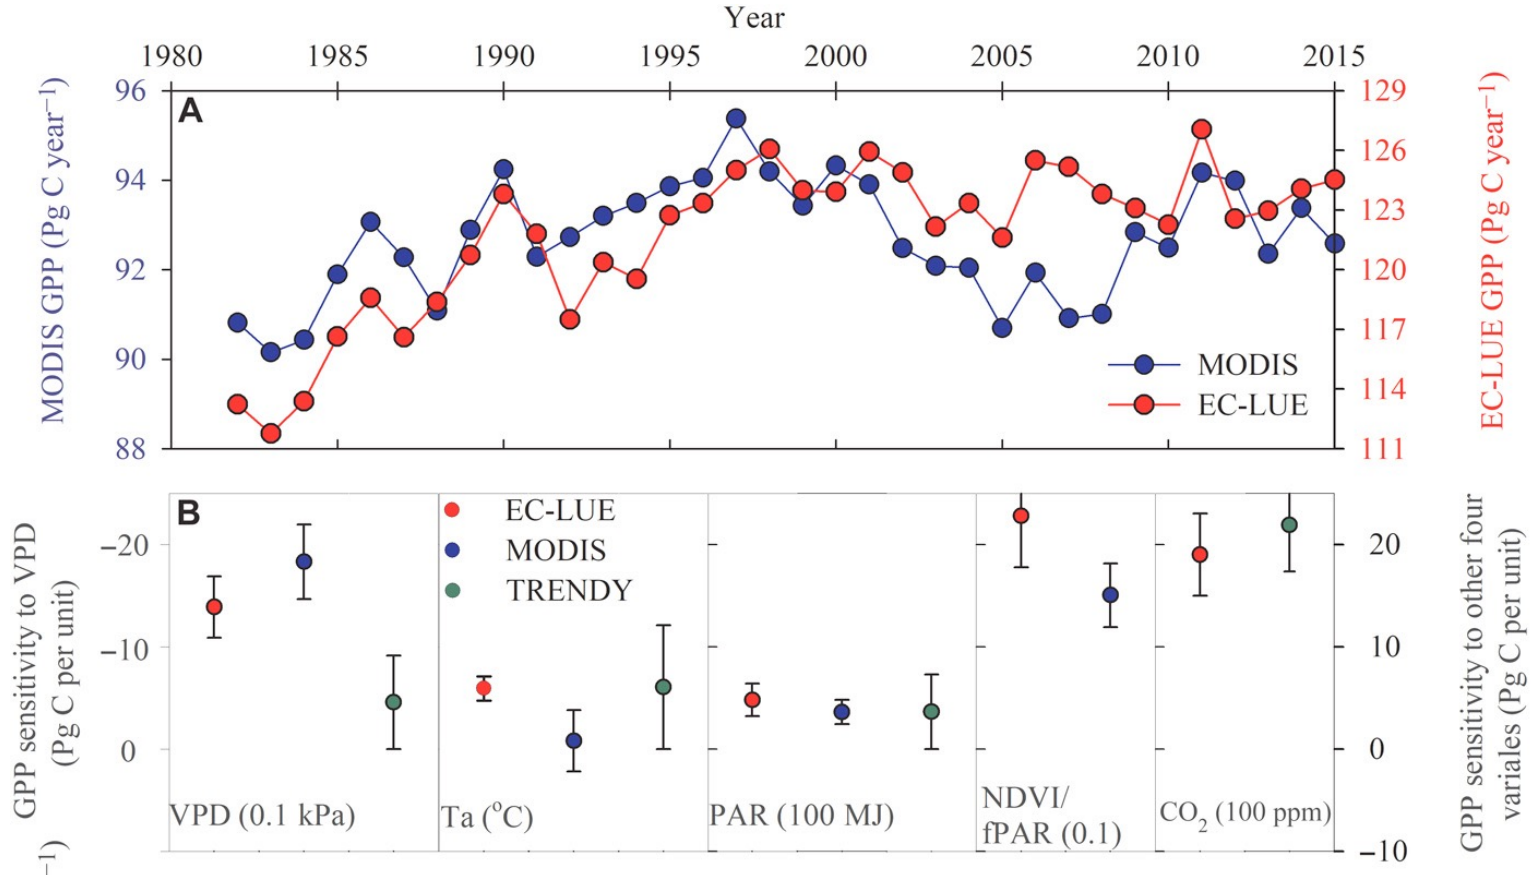 Year
1980 1985 1990 1995 2000 2005 2010 2015
A
MODIS GPP (Pg C year⁻¹)
96
94
92
90
88
EC-LUE GPP (Pg C year⁻¹)
129
126
123
120
117
114
111
MODIS
EC-LUE
B
GPP sensitivity to VPD
(Pg C per unit)
−20
−10
0
EC-LUE
MODIS
TRENDY
GPP sensitivity to other four
variales (Pg C per unit)
20
10
0
−10
VPD (0.1 kPa)
Ta (°C)
PAR (100 MJ)
NDVI/
fPAR (0.1)
CO₂ (100 ppm)
⁻¹)